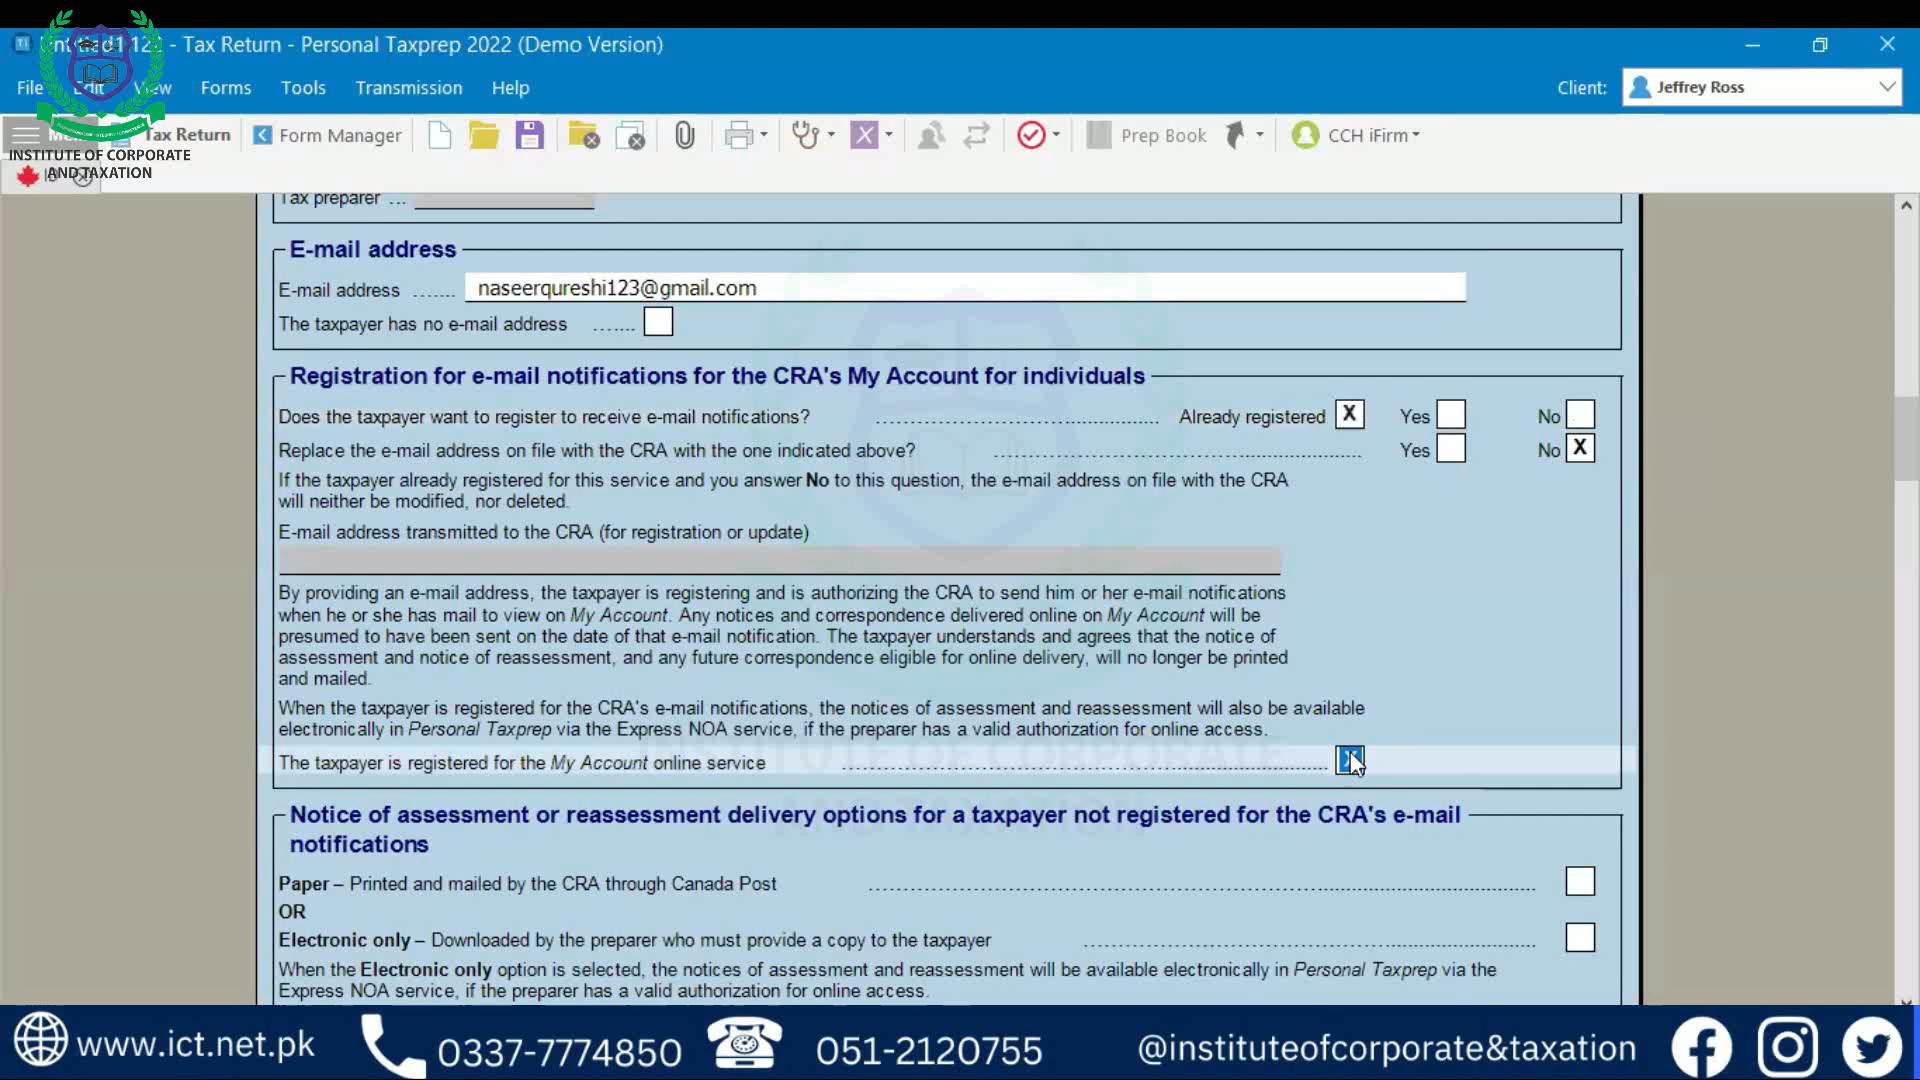 - Tax Return - Personal Taxprep 2022 (Demo Version)
File Edit View Forms Tools Transmission Help
Client: Jeffrey Ross
Tax Return Form Manager Prep Book CCH iFirm
INSTITUTE OF CORPORATE
AND TAXATION
Tax preparer ...
E-mail address
E-mail address ....... naseerqureshi123@gmail.com
The taxpayer has no e-mail address .......
Registration for e-mail notifications for the CRA's My Account for individuals
Does the taxpayer want to register to receive e-mail notifications? Already registered X Yes No
Replace the e-mail address on file with the CRA with the one indicated above? Yes No X
If the taxpayer already registered for this service and you answer No to this question, the e-mail address on file with the CRA
will neither be modified, nor deleted.
E-mail address transmitted to the CRA (for registration or update)
By providing an e-mail address, the taxpayer is registering and is authorizing the CRA to send him or her e-mail notifications
when he or she has mail to view on My Account. Any notices and correspondence delivered online on My Account will be
presumed to have been sent on the date of that e-mail notification. The taxpayer understands and agrees that the notice of
assessment and notice of reassessment, and any future correspondence eligible for online delivery, will no longer be printed
and mailed.
When the taxpayer is registered for the CRA's e-mail notifications, the notices of assessment and reassessment will also be available
electronically in Personal Taxprep via the Express NOA service, if the preparer has a valid authorization for online access.
The taxpayer is registered for the My Account online service
Notice of assessment or reassessment delivery options for a taxpayer not registered for the CRA's e-mail
notifications
Paper – Printed and mailed by the CRA through Canada Post
OR
Electronic only – Downloaded by the preparer who must provide a copy to the taxpayer
When the Electronic only option is selected, the notices of assessment and reassessment will be available electronically in Personal Taxprep via the
Express NOA service, if the preparer has a valid authorization for online access.
www.ict.net.pk 0337-7774850 051-2120755 @instituteofcorporate&taxation